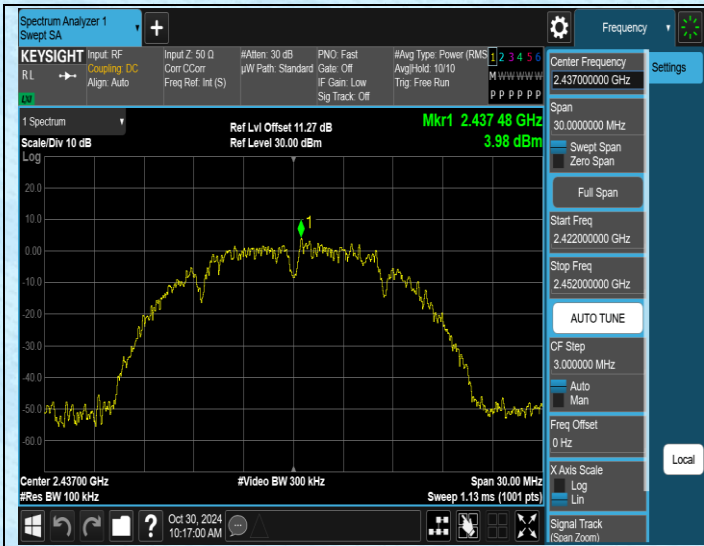 Spectrum Analyzer 1
Swept SA
+
Frequency
KEYSIGHT
RL
LXI
Input: RF
Coupling: DC
Align: Auto
Input Z: 50 Ω
Corr CCorr
Freq Ref: Int (S)
#Atten: 30 dB
µW Path: Standard
PNO: Fast
Gate: Off
IF Gain: Low
Sig Track: Off
#Avg Type: Power (RMS
Avg|Hold: 10/10
Trig: Free Run
1 2 3 4 5 6
M W W W W W
P P P P P P
1 Spectrum
Scale/Div 10 dB
Log
Ref Lvl Offset 11.27 dB
Ref Level 30.00 dBm
Mkr1 2.437 48 GHz
3.98 dBm
20.0
10.0
0.00
-10.0
-20.0
-30.0
-40.0
-50.0
-60.0
1
Center 2.43700 GHz
#Res BW 100 kHz
#Video BW 300 kHz
Span 30.00 MHz
Sweep 1.13 ms (1001 pts)
Center Frequency
2.437000000 GHz
Span
30.0000000 MHz
Swept Span
Zero Span
Full Span
Start Freq
2.422000000 GHz
Stop Freq
2.452000000 GHz
AUTO TUNE
CF Step
3.000000 MHz
Auto
Man
Freq Offset
0 Hz
X Axis Scale
Log
Lin
Signal Track
(Span Zoom)
Settings
Local
?
Oct 30, 2024
10:17:00 AM